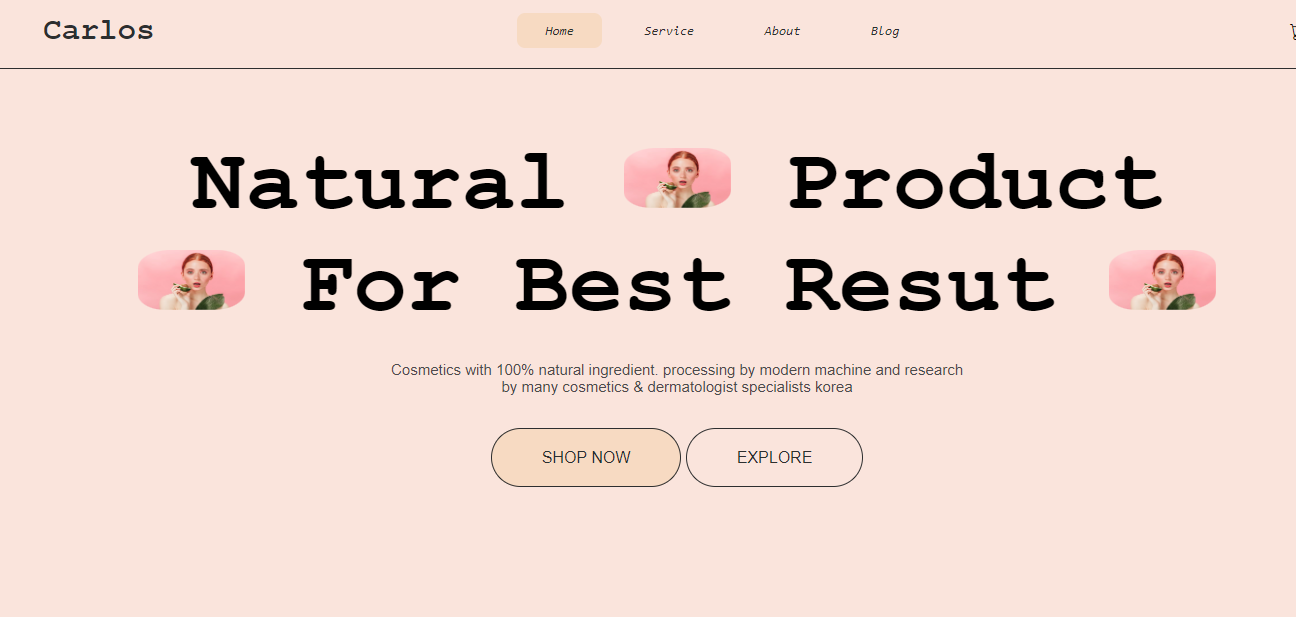 Carlos
Home Service About Blog
Natural Product
For Best Resut
Cosmetics with 100% natural ingredient. processing by modern machine and research
by many cosmetics & dermatologist specialists korea
SHOP NOW EXPLORE